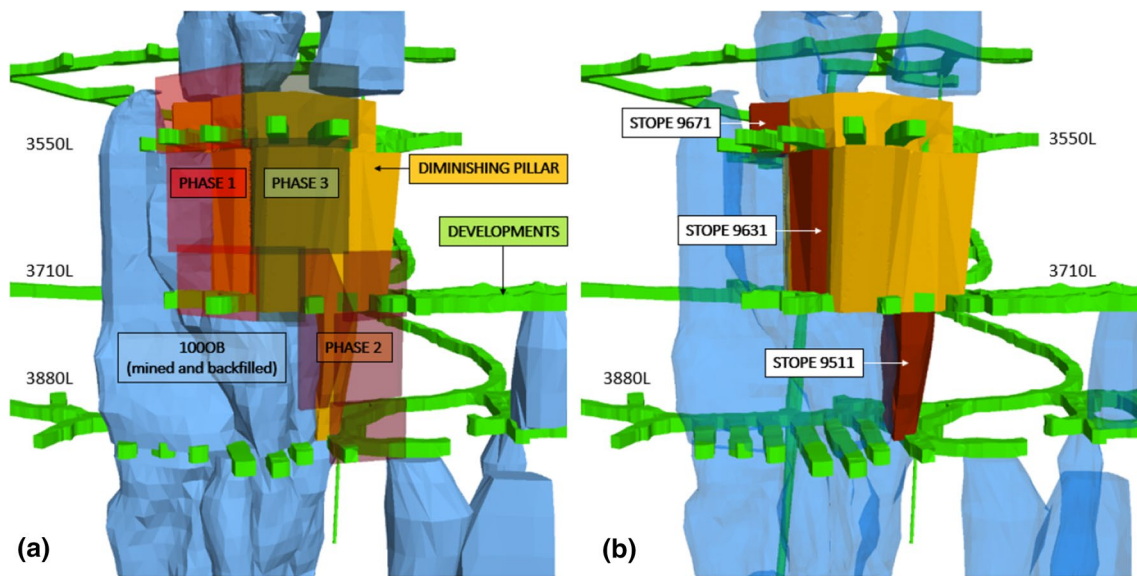 3550L
PHASE 1
PHASE 3
DIMINISHING PILLAR
DEVELOPMENTS
3710L
100OB
(mined and backfilled)
PHASE 2
3880L
(a)
STOPE 9671
3550L
STOPE 9631
3710L
STOPE 9511
3880L
(b)